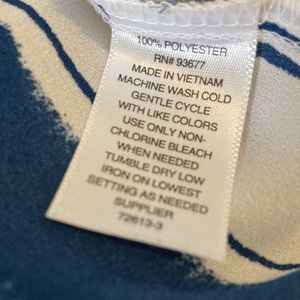 100% POLYESTER
RN# 93677
MADE IN VIETNAM
MACHINE WASH COLD
GENTLE CYCLE
WITH LIKE COLORS
USE ONLY NON-
CHLORINE BLEACH
WHEN NEEDED
TUMBLE DRY LOW
IRON ON LOWEST
SETTING AS NEEDED
SUPPLIER
72613-3